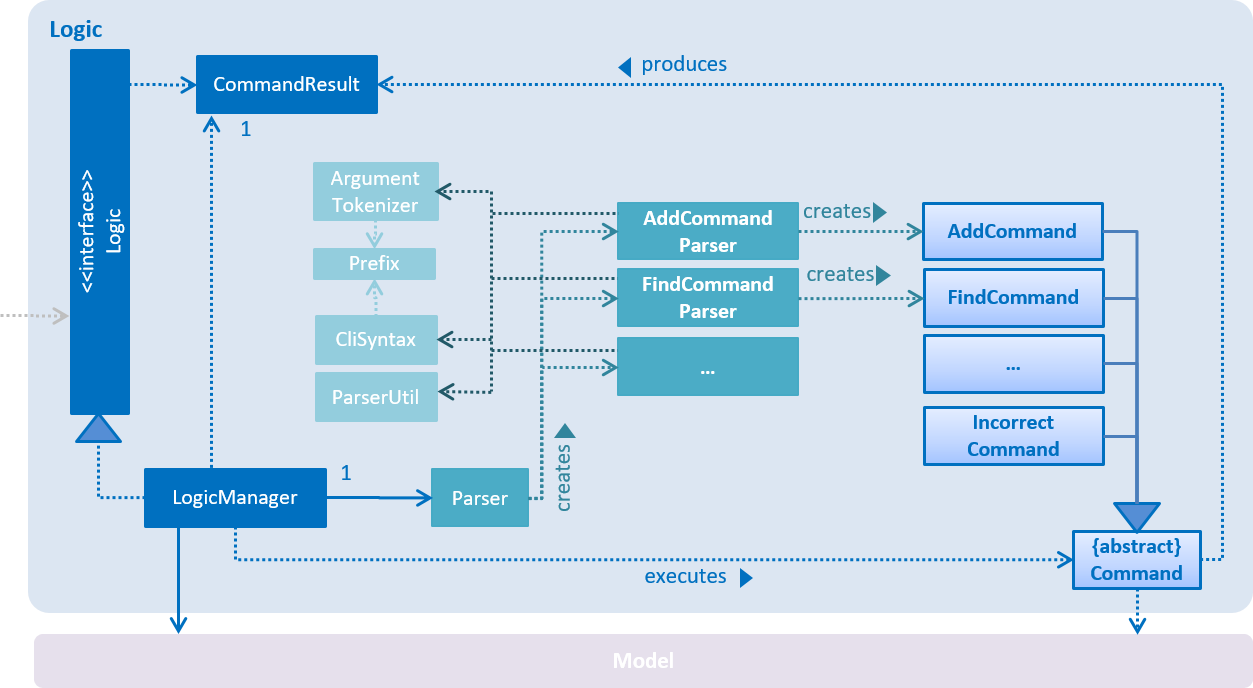 Logic
<<interface>>
Logic
CommandResult
produces
1
Argument
Tokenizer
Prefix
CliSyntax
ParserUtil
AddCommand
Parser
FindCommand
Parser
...
creates
creates
AddCommand
FindCommand
...
Incorrect
Command
LogicManager
1
Parser
creates
executes
{abstract}
Command
Model